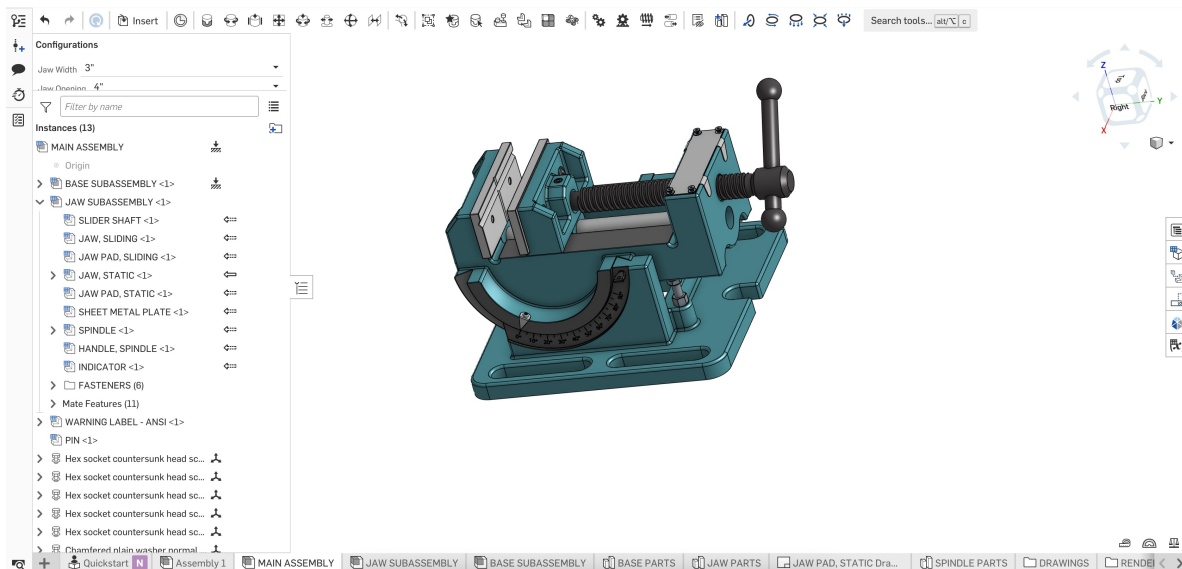 Insert
Search tools... alt/⌥ c
Configurations
Jaw Width 3"
Jaw Opening 4"
Filter by name
Instances (13)
MAIN ASSEMBLY
Origin
BASE SUBASSEMBLY <1>
JAW SUBASSEMBLY <1>
SLIDER SHAFT <1>
JAW, SLIDING <1>
JAW PAD, SLIDING <1>
JAW, STATIC <1>
JAW PAD, STATIC <1>
SHEET METAL PLATE <1>
SPINDLE <1>
HANDLE, SPINDLE <1>
INDICATOR <1>
FASTENERS (6)
Mate Features (11)
WARNING LABEL - ANSI <1>
PIN <1>
Hex socket countersunk head sc...
Hex socket countersunk head sc...
Hex socket countersunk head sc...
Hex socket countersunk head sc...
Hex socket countersunk head sc...
Chamfered plain washer normal
Z
Right
Y
X
Quickstart N
Assembly 1
MAIN ASSEMBLY
JAW SUBASSEMBLY
BASE SUBASSEMBLY
BASE PARTS
JAW PARTS
JAW PAD, STATIC Dra...
SPINDLE PARTS
DRAWINGS
RENDE